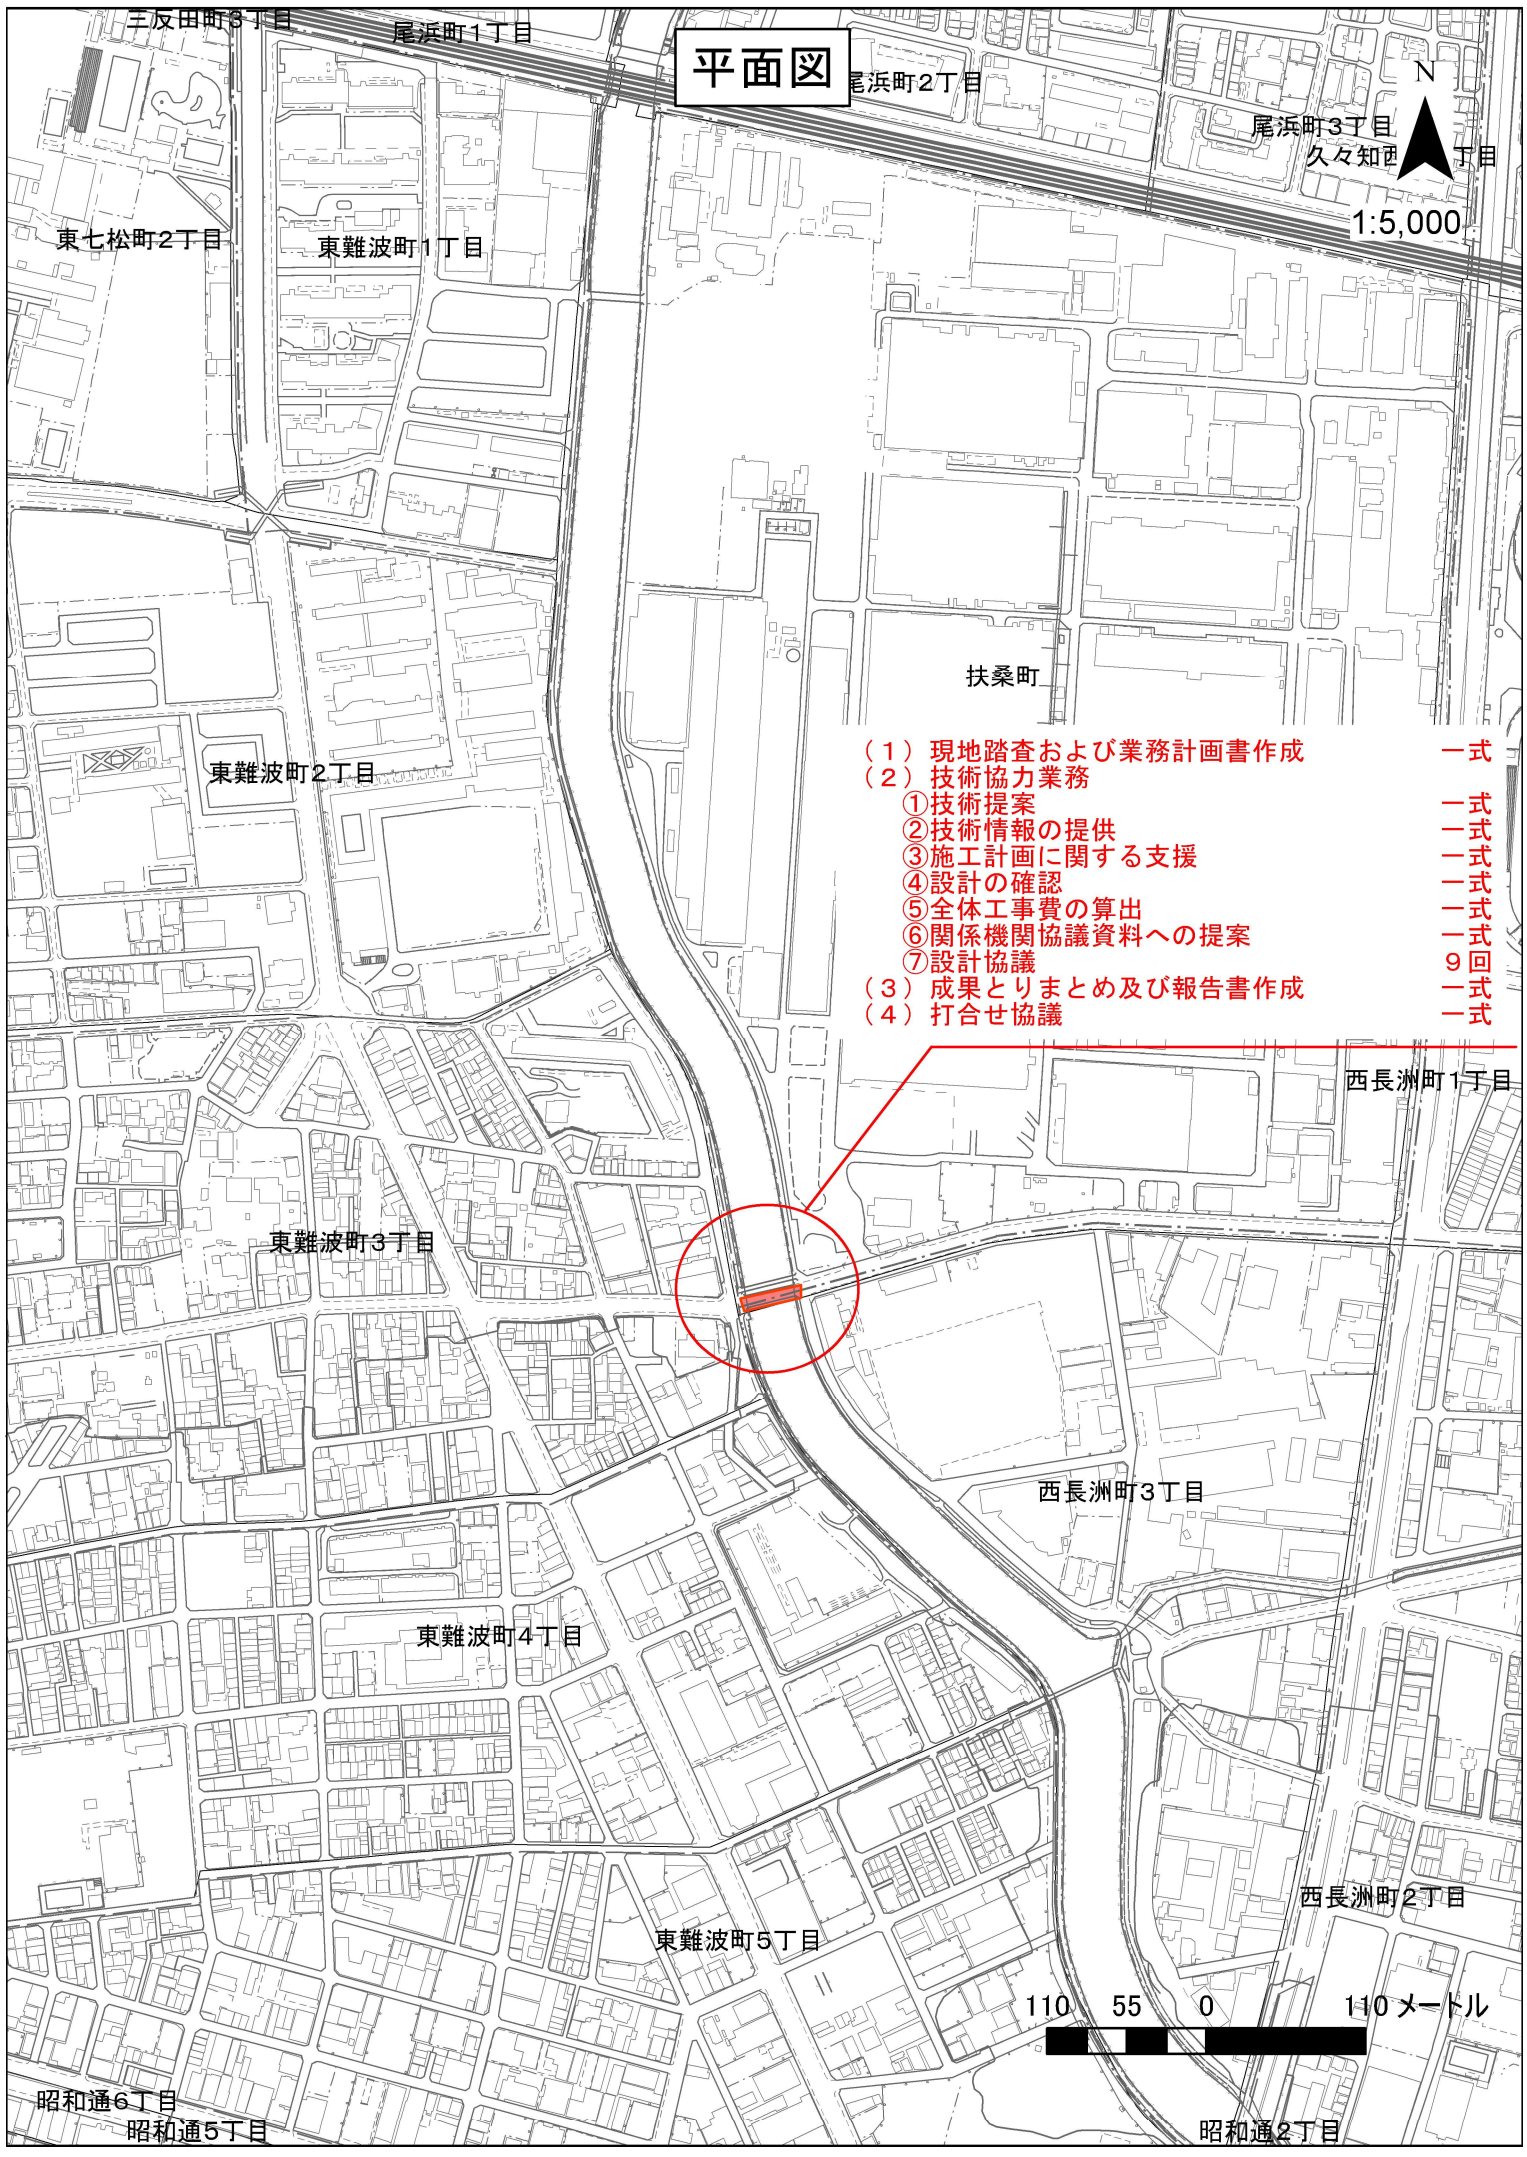 三反田町3丁目
尾浜町1丁目
平面図
尾浜町2丁目
N
尾浜町3丁目
久々知西 丁目
1:5,000
東七松町2丁目
東難波町1丁目
扶桑町
東難波町2丁目
（１）現地踏査および業務計画書作成 一式
（２）技術協力業務
①技術提案 一式
②技術情報の提供 一式
③施工計画に関する支援 一式
④設計の確認 一式
⑤全体工事費の算出 一式
⑥関係機関協議資料への提案 一式
⑦設計協議 ９回
（３）成果とりまとめ及び報告書作成 一式
（４）打合せ協議 一式
西長洲町1丁目
東難波町3丁目
西長洲町3丁目
東難波町4丁目
西長洲町2丁目
東難波町5丁目
110 55 0 110 メートル
昭和通6丁目
昭和通5丁目
昭和通2丁目